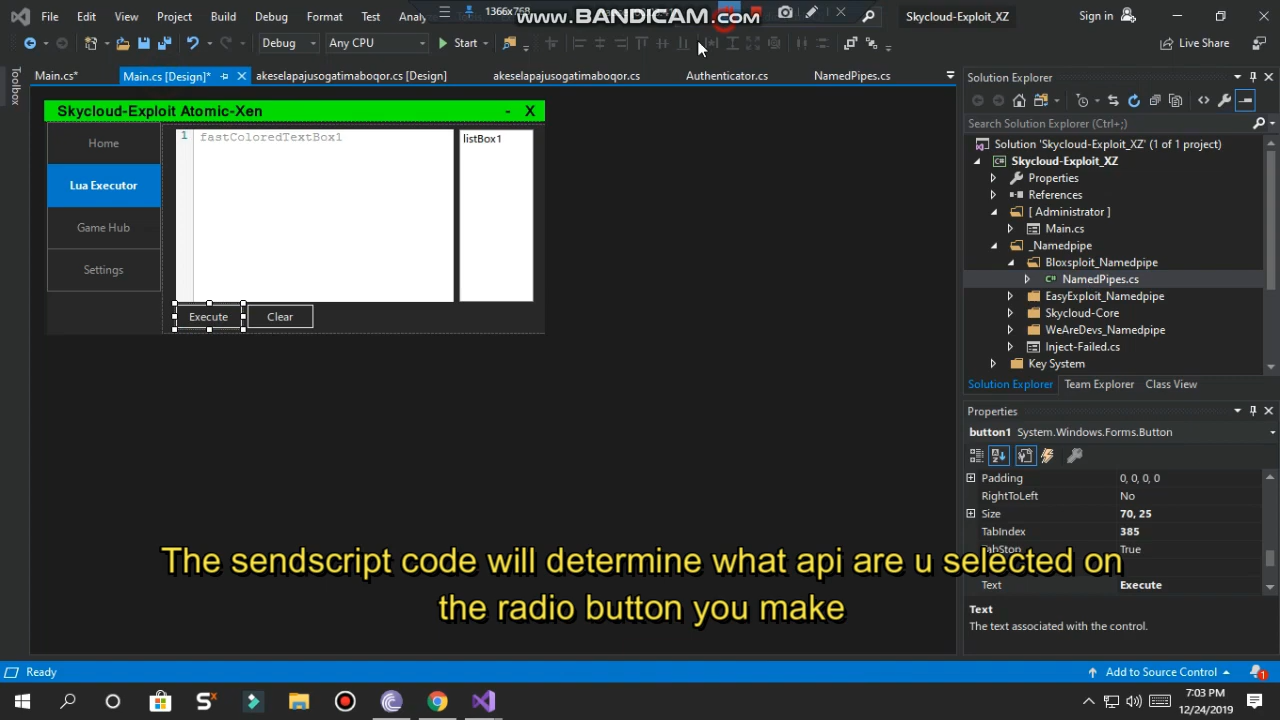 File Edit View Project Build Debug Format Test Analy
1366x768
www.BANDICAM.com
Skycloud-Exploit_XZ
Sign in
Debug
Any CPU
Start
Live Share
Main.cs*
Main.cs [Design]*
akeselapajusogatimaboqor.cs [Design]
akeselapajusogatimaboqor.cs
Authenticator.cs
NamedPipes.cs
Toolbox
Skycloud-Exploit Atomic-Xen
- X
Home
Lua Executor
Game Hub
Settings
1 fastColoredTextBox1
listBox1
Execute
Clear
Solution Explorer
Search Solution Explorer (Ctrl+;)
Solution 'Skycloud-Exploit_XZ' (1 of 1 project)
Skycloud-Exploit_XZ
Properties
References
[ Administrator ]
Main.cs
_Namedpipe
Bloxsploit_Namedpipe
NamedPipes.cs
EasyExploit_Namedpipe
Skycloud-Core
WeAreDevs_Namedpipe
Inject-Failed.cs
Key System
Solution Explorer Team Explorer Class View
Properties
button1 System.Windows.Forms.Button
Padding 0, 0, 0, 0
RightToLeft No
Size 70, 25
TabIndex 385
TabStop True
Text Execute
Text
The text associated with the control.
The sendscript code will determine what api are u selected on
the radio button you make
Ready
Add to Source Control
1
7:03 PM
12/24/2019